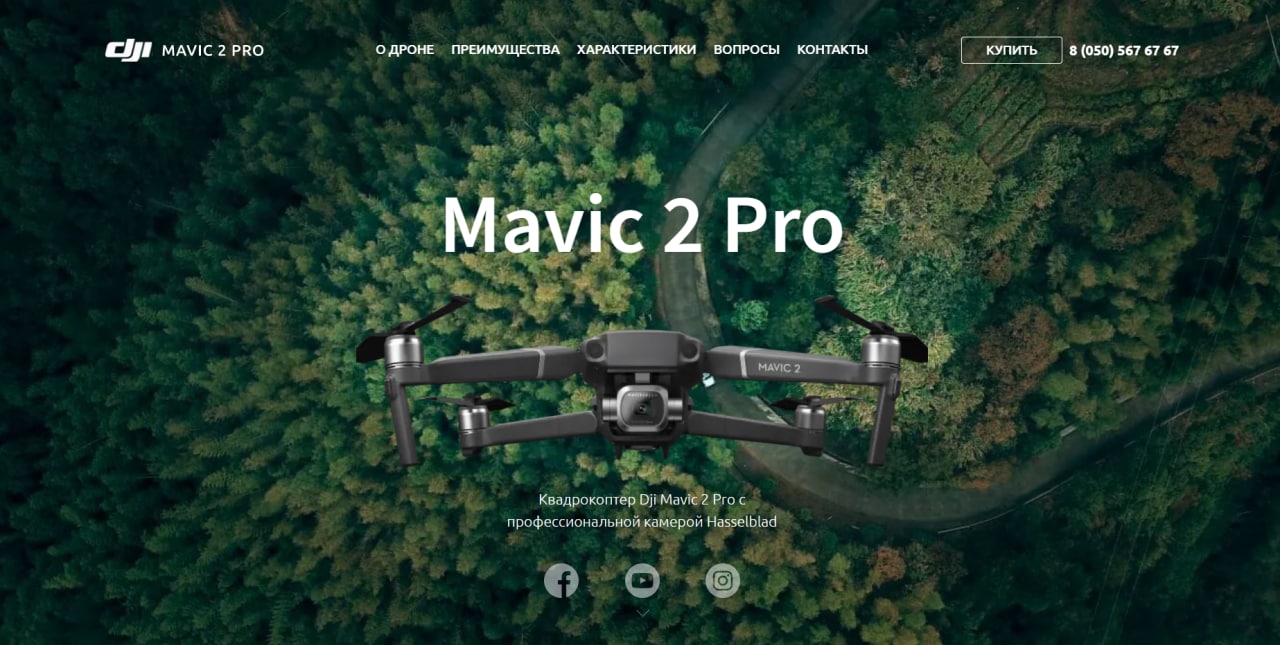 dji MAVIC 2 PRO
О ДРОНЕ ПРЕИМУЩЕСТВА ХАРАКТЕРИСТИКИ ВОПРОСЫ КОНТАКТЫ
КУПИТЬ 8 (050) 567 67 67
Mavic 2 Pro
MAVIC 2
HASSELBLAD
Квадрокоптер Dji Mavic 2 Pro с
профессиональной камерой Hasselblad